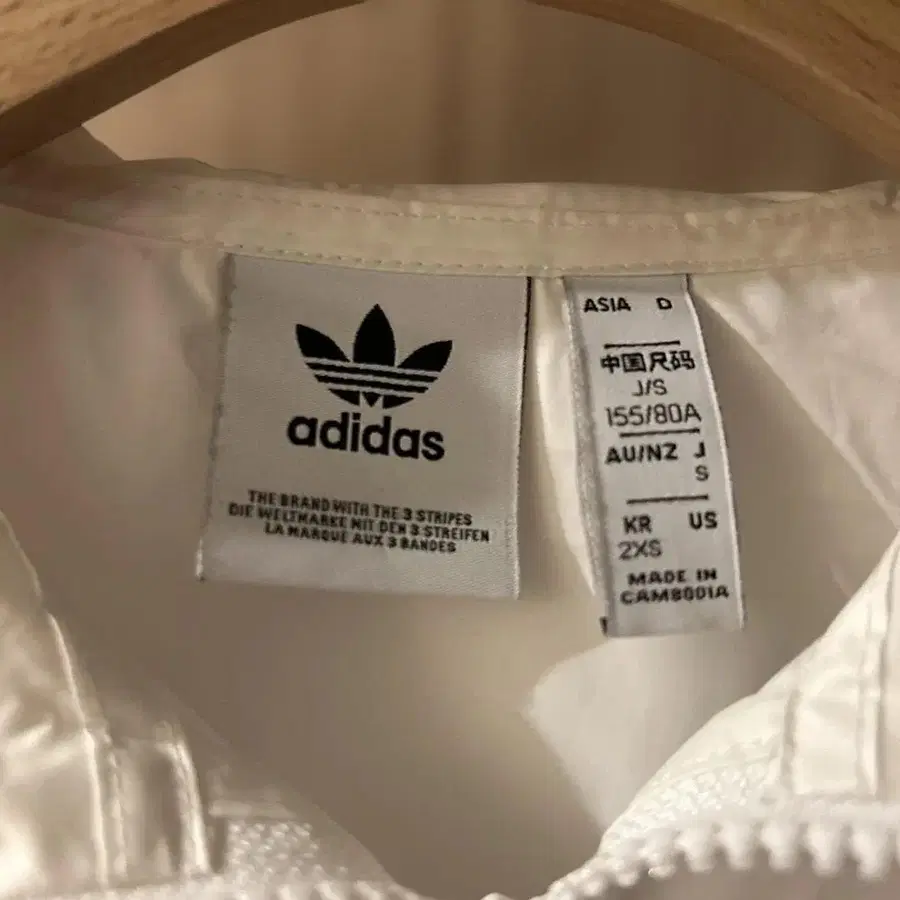 adidas
THE BRAND WITH THE 3 STRIPES
DIE WELTMARKE MIT DEN 3 STREIFEN
LA MARQUE AUX 3 BANDES
ASIA D
中国尺码
J/S
155/80A
AU/NZ J
S
KR US
2XS
MADE IN
CAMBODIA